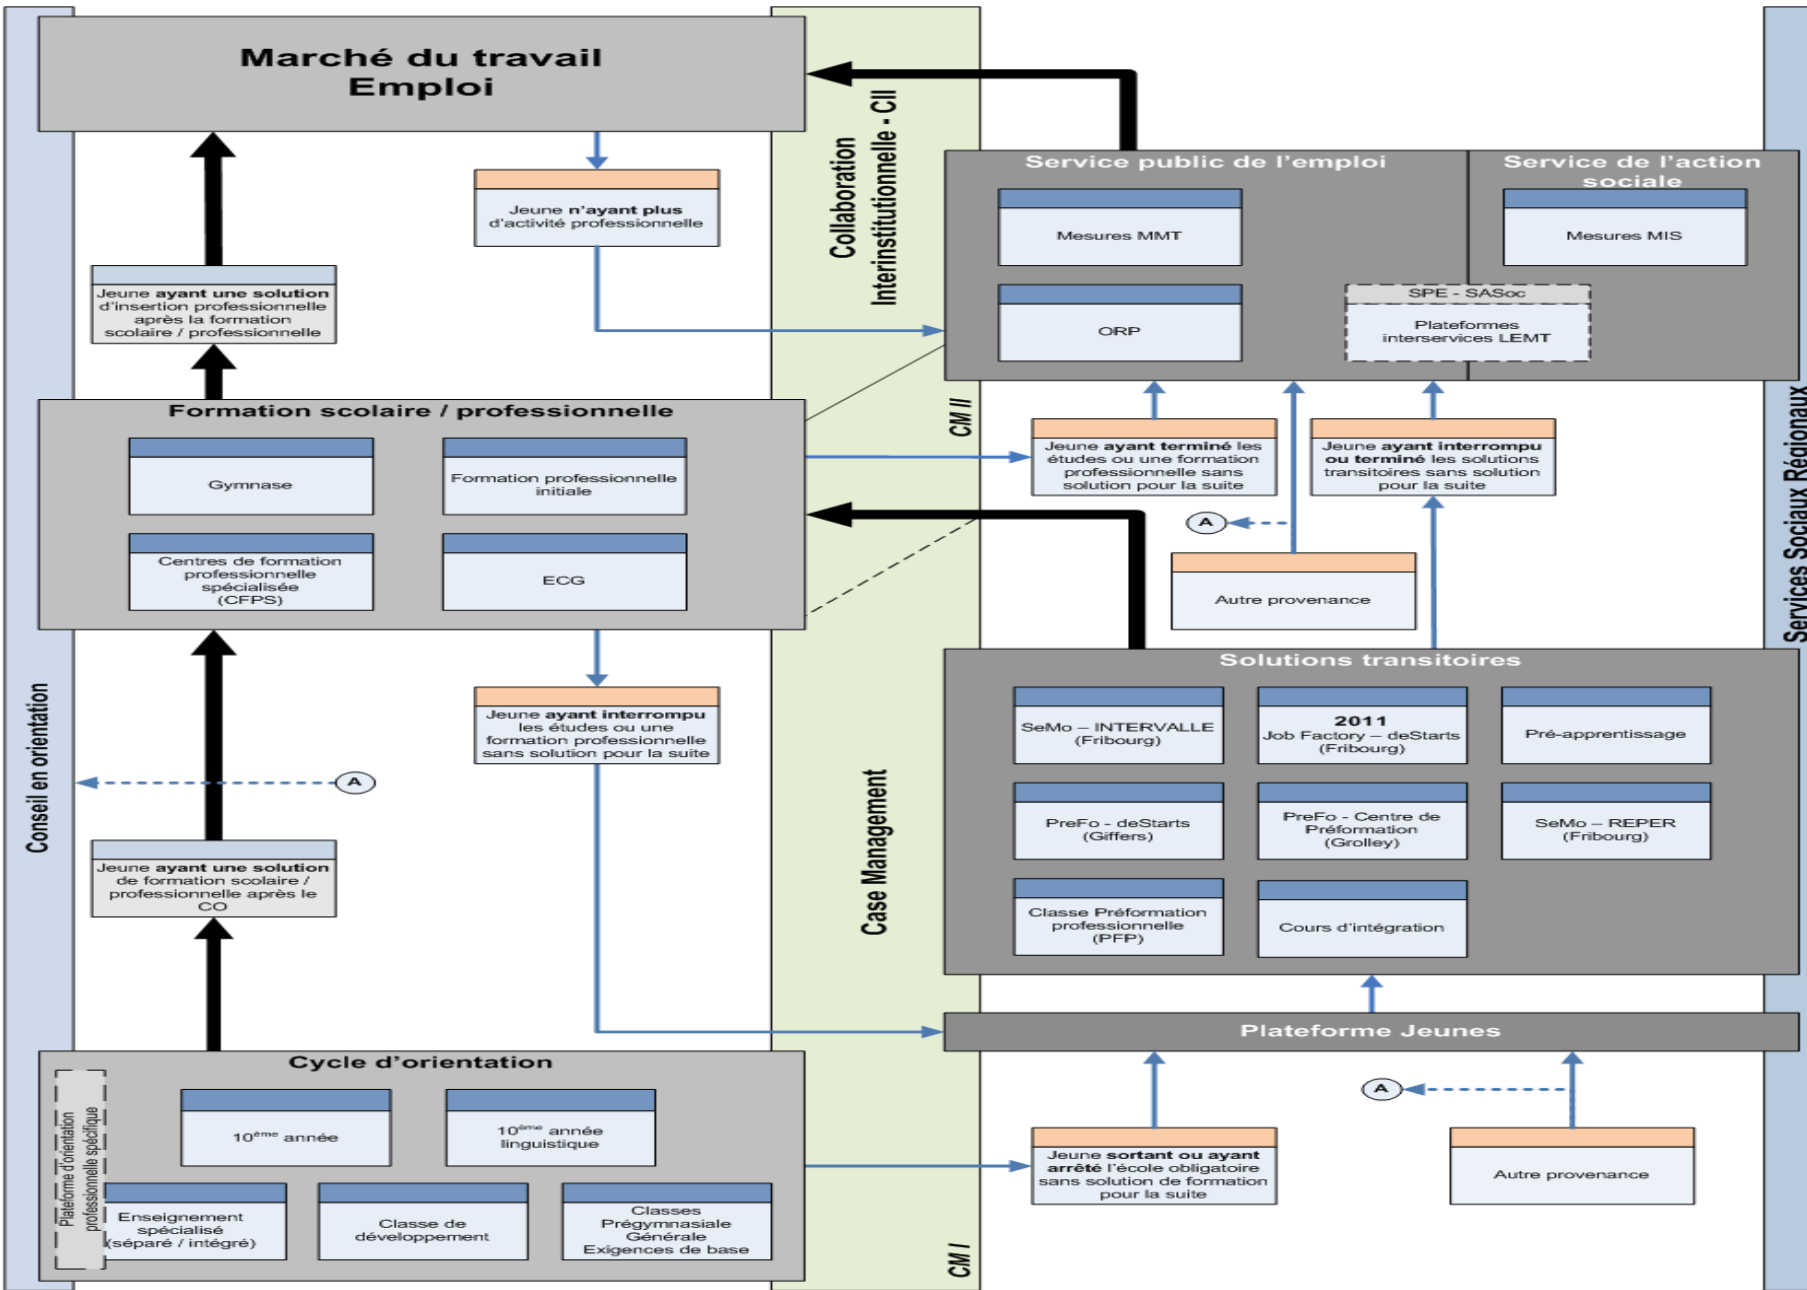 Marché du travail
Emploi
Jeune n'ayant plus
d'activité professionnelle
Jeune ayant une solution
d'insertion professionnelle
après la formation
scolaire / professionnelle
Formation scolaire / professionnelle
Gymnase
Formation professionnelle
initiale
Centres de formation
professionnelle
spécialisée
(CFPS)
ECG
Jeune ayant interrompu
les études ou une
formation professionnelle
sans solution pour la suite
A
Jeune ayant une solution
de formation scolaire /
professionnelle après le
CO
Cycle d'orientation
10ème année
10ème année
linguistique
Enseignement
spécialisé
(séparé / intégré)
Classe de
développement
Classes
Prégymnasiale
Générale
Exigences de base
Plateforme d'orientation
professionnelle spécifique
Conseil en orientation
Collaboration
Interinstitutionnelle - CII
CM II
Case Management
CM I
Service public de l'emploi
Mesures MMT
ORP
Service de l'action
sociale
Mesures MIS
SPE - SASoc
Plateformes
interservices LEMT
Jeune ayant terminé les
études ou une formation
professionnelle sans
solution pour la suite
Jeune ayant interrompu
ou terminé les solutions
transitoires sans solution
pour la suite
A
Autre provenance
Solutions transitoires
SeMo – INTERVALLE
(Fribourg)
2011
Job Factory – deStarts
(Fribourg)
Pré-apprentissage
PreFo - deStarts
(Giffers)
PreFo - Centre de
Préformation
(Grolley)
SeMo – REPER
(Fribourg)
Classe Préformation
professionnelle
(PFP)
Cours d'intégration
Plateforme Jeunes
A
Jeune sortant ou ayant
arrêté l'école obligatoire
sans solution de formation
pour la suite
Autre provenance
Services Sociaux Régionaux